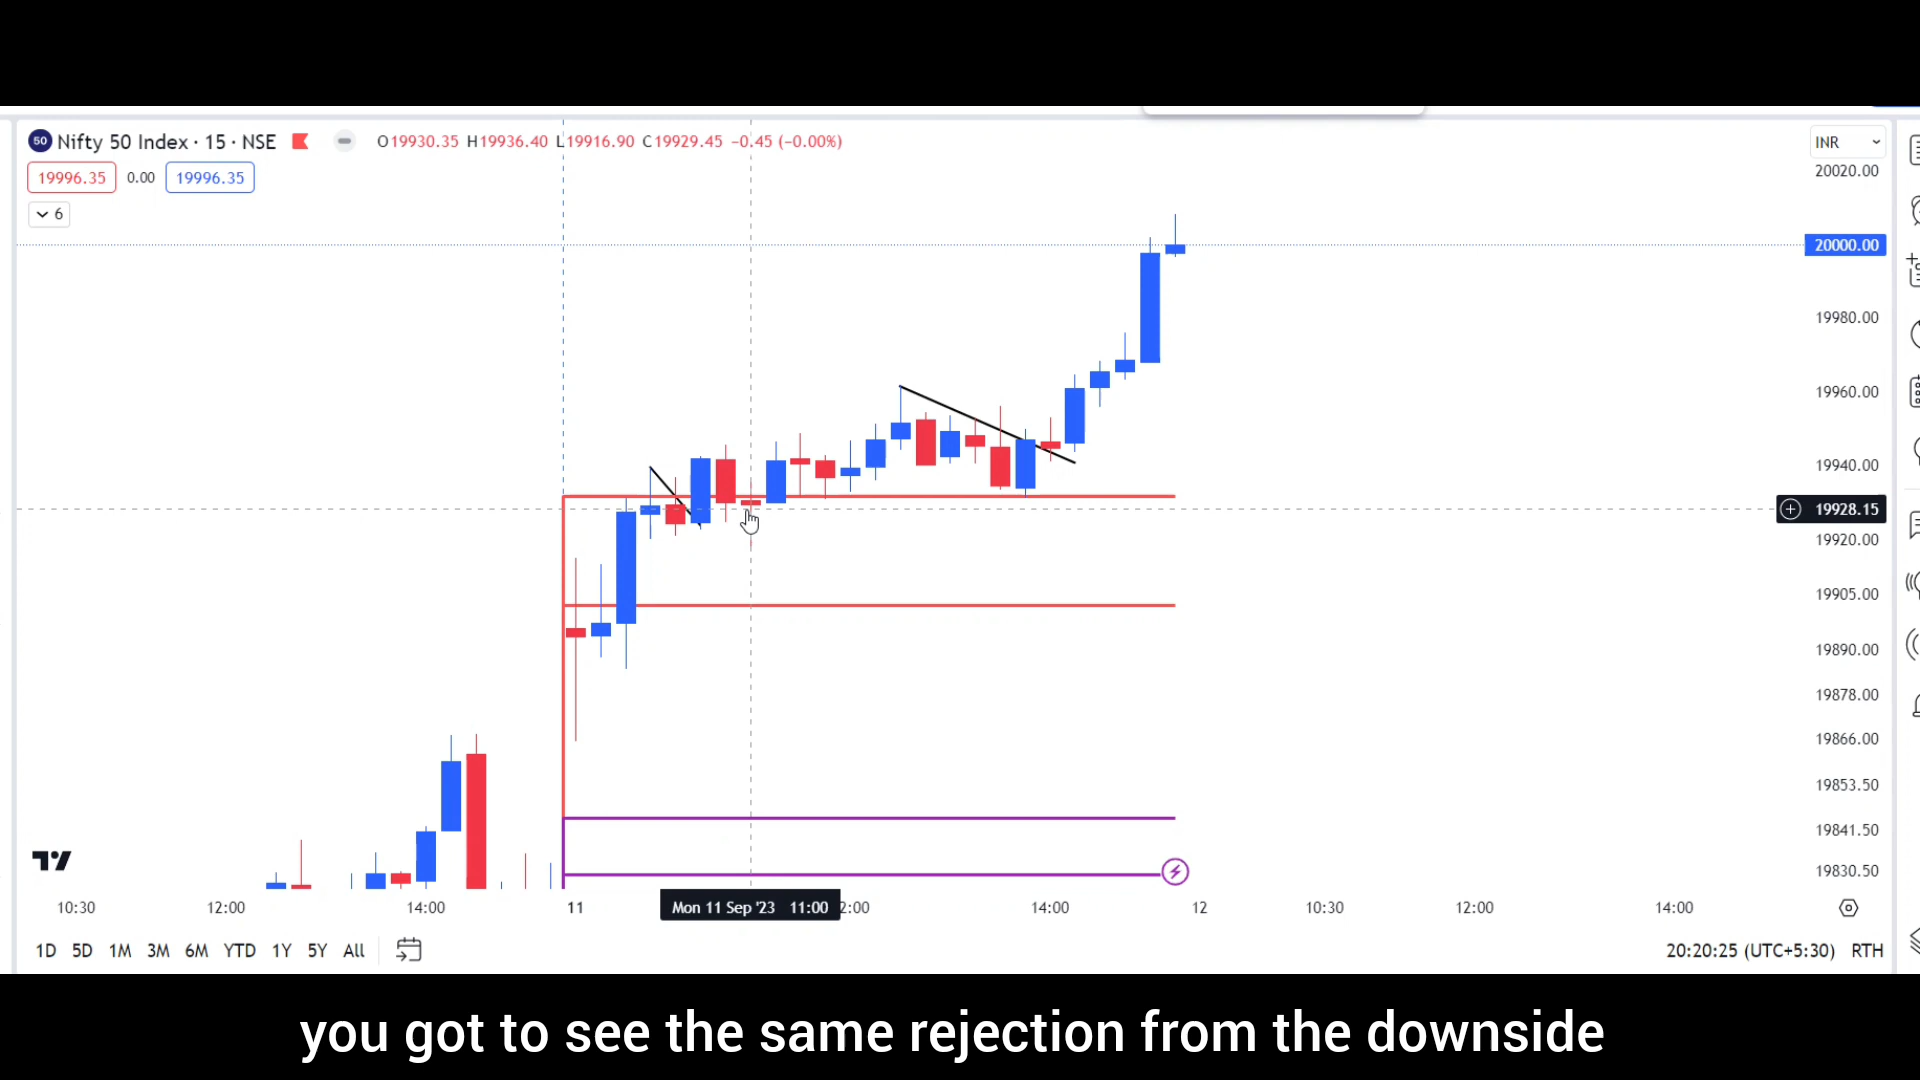 50 Nifty 50 Index · 15 · NSE O19930.35 H19936.40 L19916.90 C19929.45 −0.45 (−0.00%)
INR
19996.35 0.00 19996.35
6
20020.00
20000.00
19980.00
19960.00
19940.00
19928.15
19920.00
19905.00
19890.00
19878.00
19866.00
19853.50
19841.50
19830.50
10:30 12:00 14:00 11 Mon 11 Sep '23 11:00 2:00 14:00 12 10:30 12:00 14:00
1D 5D 1M 3M 6M YTD 1Y 5Y All 20:20:25 (UTC+5:30) RTH
you got to see the same rejection from the downside